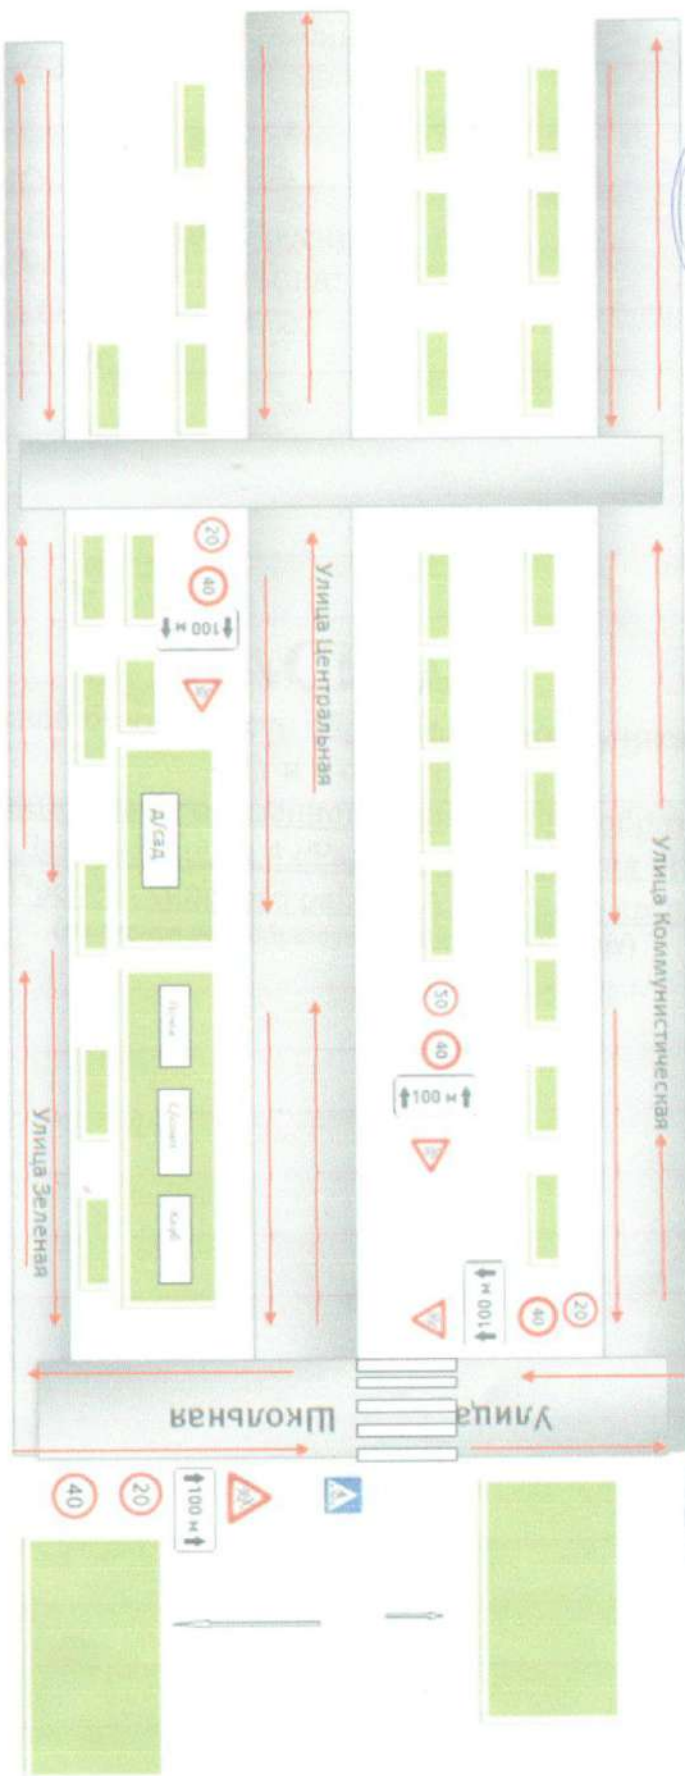 20
40
100 м
Улица Центральная
д/сад
Клуб
50
40
100 м
Улица Коммунистическая
Улица Зеленая
100 м
40
20
Улица Школьная
40
20
100 м